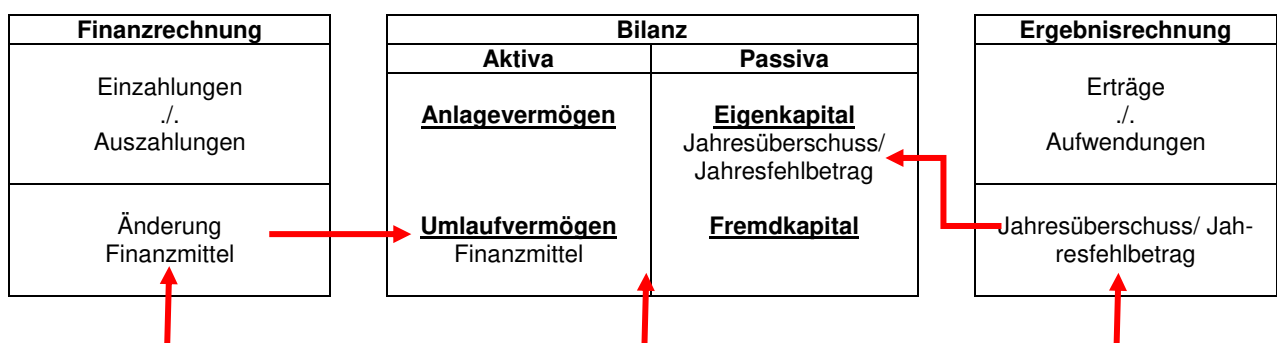 Finanzrechnung
Einzahlungen
./.
Auszahlungen
Änderung
Finanzmittel
Bilanz
Aktiva
Passiva
Anlagevermögen
Eigenkapital
Jahresüberschuss/
Jahresfehlbetrag
Umlaufvermögen
Finanzmittel
Fremdkapital
Ergebnisrechnung
Erträge
./.
Aufwendungen
Jahresüberschuss/ Jah-
resfehlbetrag